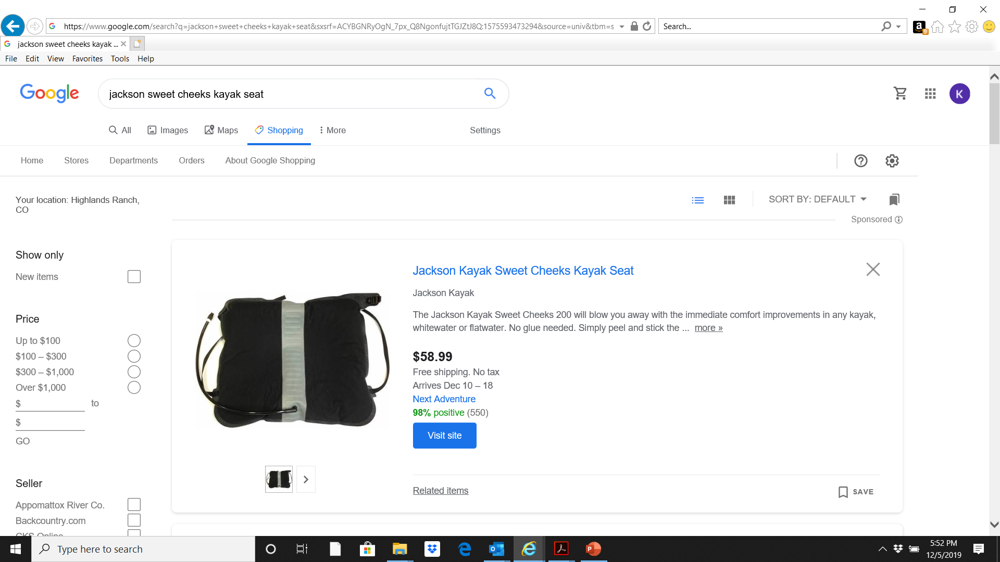 https://www.google.com/search?q=jackson+sweet+cheeks+kayak+seat&sxsrf=ACYBGNRyOgN_7px_Q8NgonfujtTGJZtJ8Q:1575593473294&source=univ&tbm=s
Search...
a
9
jackson sweet cheeks kayak ...
File Edit View Favorites Tools Help
Google
jackson sweet cheeks kayak seat
K
All Images Maps Shopping More Settings
Home Stores Departments Orders About Google Shopping
Your location: Highlands Ranch,
CO
SORT BY: DEFAULT
Sponsored
Show only
New items
Price
Up to $100
$100 – $300
$300 – $1,000
Over $1,000
$ to
$
GO
Seller
Appomattox River Co.
Backcountry.com
CKS Online
Jackson Kayak Sweet Cheeks Kayak Seat
Jackson Kayak
The Jackson Kayak Sweet Cheeks 200 will blow you away with the immediate comfort improvements in any kayak,
whitewater or flatwater. No glue needed. Simply peel and stick the ... more »
$58.99
Free shipping. No tax
Arrives Dec 10 – 18
Next Adventure
98% positive (550)
Visit site
Related items
SAVE
Type here to search
5:52 PM
12/5/2019